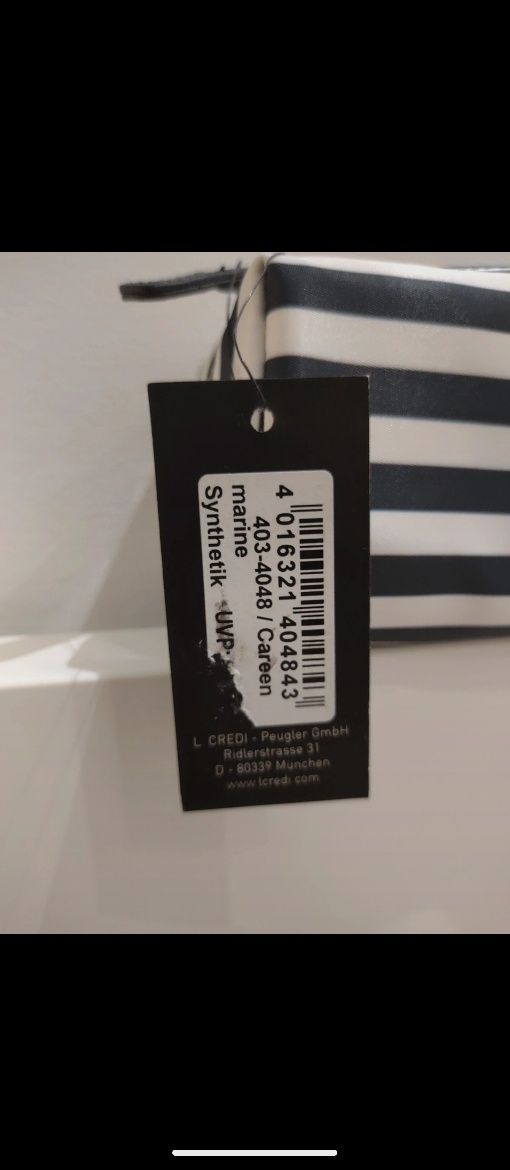 4 016321 404843
403-4048 / Careen
marine
Synthetik UVP:
L CREDI - Peugler GmbH
Ridlerstrasse 31
D - 80339 München
www.lcredi.com